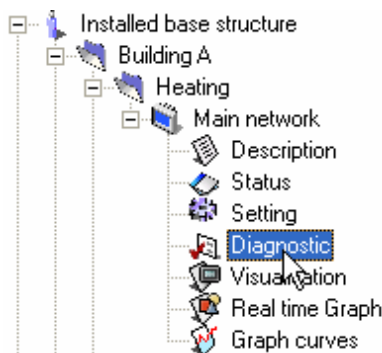 Installed base structure
Building A
Heating
Main network
Description
Status
Setting
Diagnostic
Visualization
Real time Graph
Graph curves